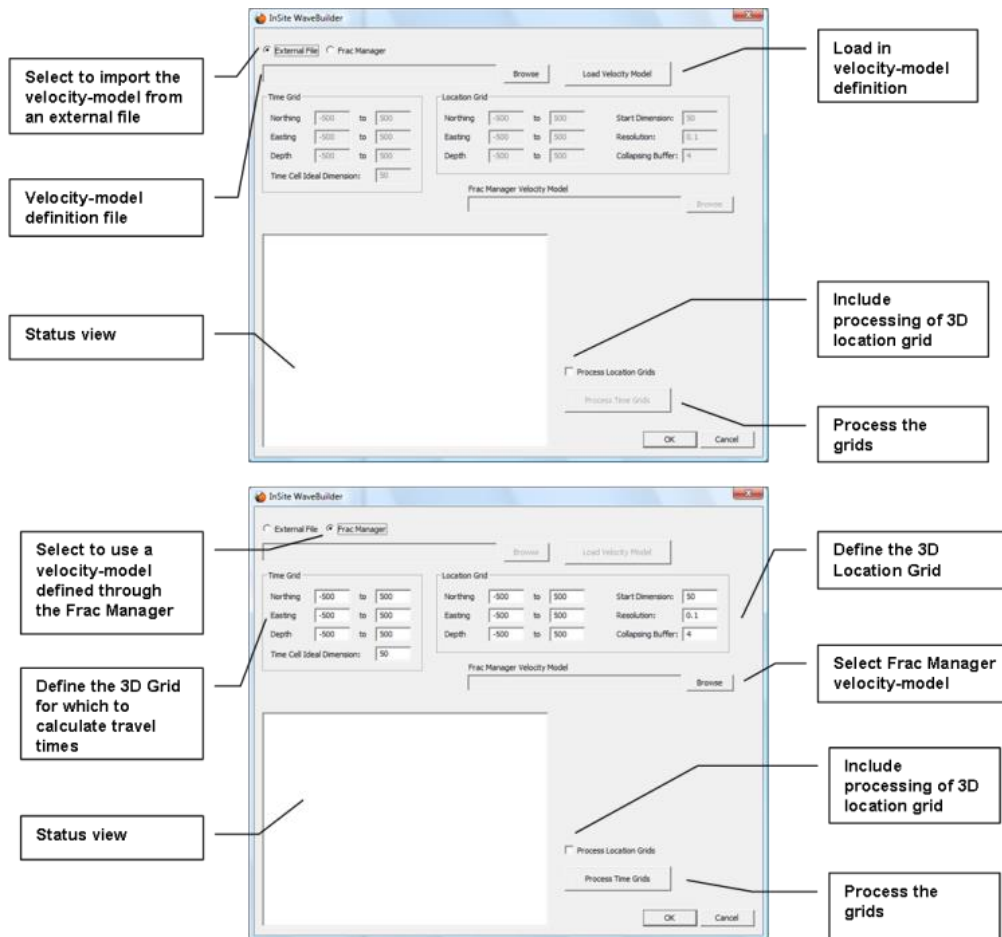 InSite WaveBuilder
External File Frac Manager
Select to import the
velocity-model from
an external file
Browse
Load Velocity Model
Load in
velocity-model
definition
Time Grid
Northing -500 to 500
Easting -500 to 500
Depth -500 to 500
Time Cell Ideal Dimension: 50
Location Grid
Northing -500 to 500
Easting -500 to 500
Depth -500 to 500
Start Dimension: 50
Resolution: 0.1
Collapsing Buffer: 4
Velocity-model
definition file
Frac Manager Velocity Model
Browse
Status view
Include
processing of 3D
location grid
Process Location Grids
Process Time Grids
Process the
grids
OK Cancel
InSite WaveBuilder
External File Frac Manager
Select to use a
velocity-model
defined through
the Frac Manager
Browse
Load Velocity Model
Define the 3D
Location Grid
Time Grid
Northing -500 to 500
Easting -500 to 500
Depth -500 to 500
Time Cell Ideal Dimension: 50
Location Grid
Northing -500 to 500
Easting -500 to 500
Depth -500 to 500
Start Dimension: 50
Resolution: 0.1
Collapsing Buffer: 4
Frac Manager Velocity Model
Browse
Select Frac Manager
velocity-model
Define the 3D Grid
for which to
calculate travel
times
Status view
Include
processing of 3D
location grid
Process Location Grids
Process Time Grids
Process the
grids
OK Cancel